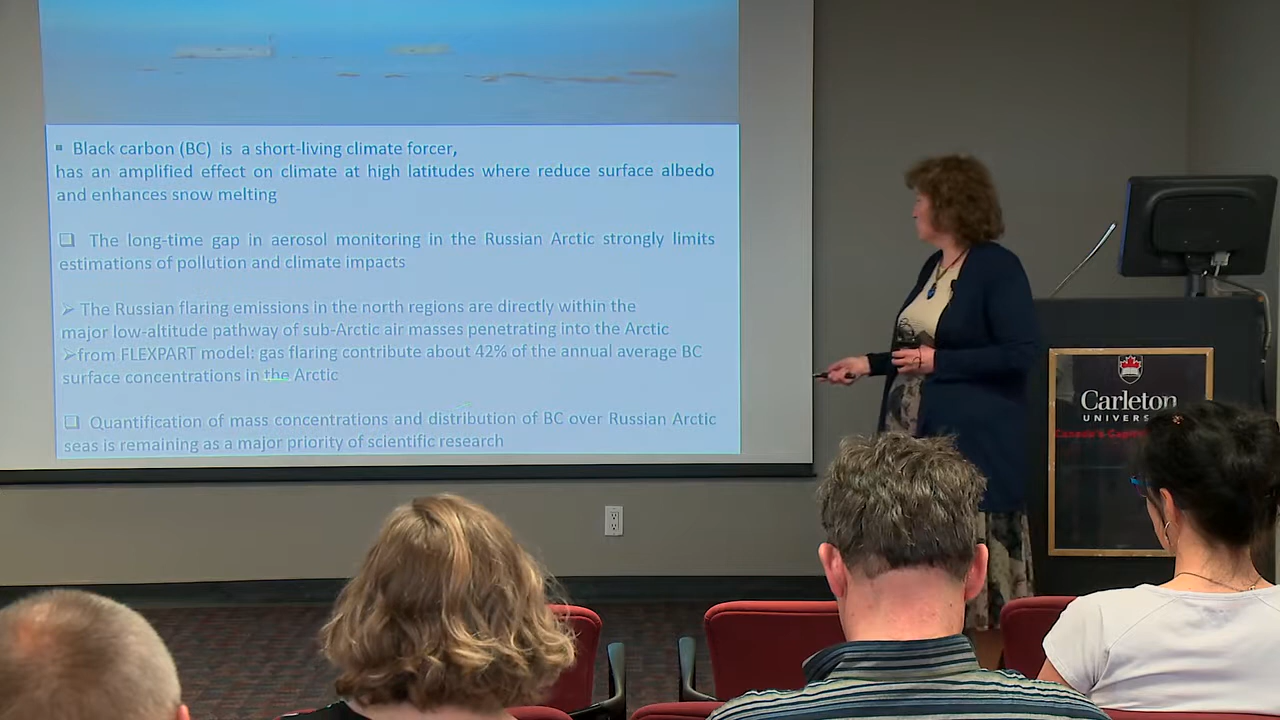 ▪ Black carbon (BC) is a short-living climate forcer,
has an amplified effect on climate at high latitudes where reduce surface albedo
and enhances snow melting
❑ The long-time gap in aerosol monitoring in the Russian Arctic strongly limits
estimations of pollution and climate impacts
➢ The Russian flaring emissions in the north regions are directly within the
major low-altitude pathway of sub-Arctic air masses penetrating into the Arctic
➢from FLEXPART model: gas flaring contribute about 42% of the annual average BC
surface concentrations in the Arctic
❑ Quantification of mass concentrations and distribution of BC over Russian Arctic
seas is remaining as a major priority of scientific research
Carleton
UNIVERS
Canada's Capit